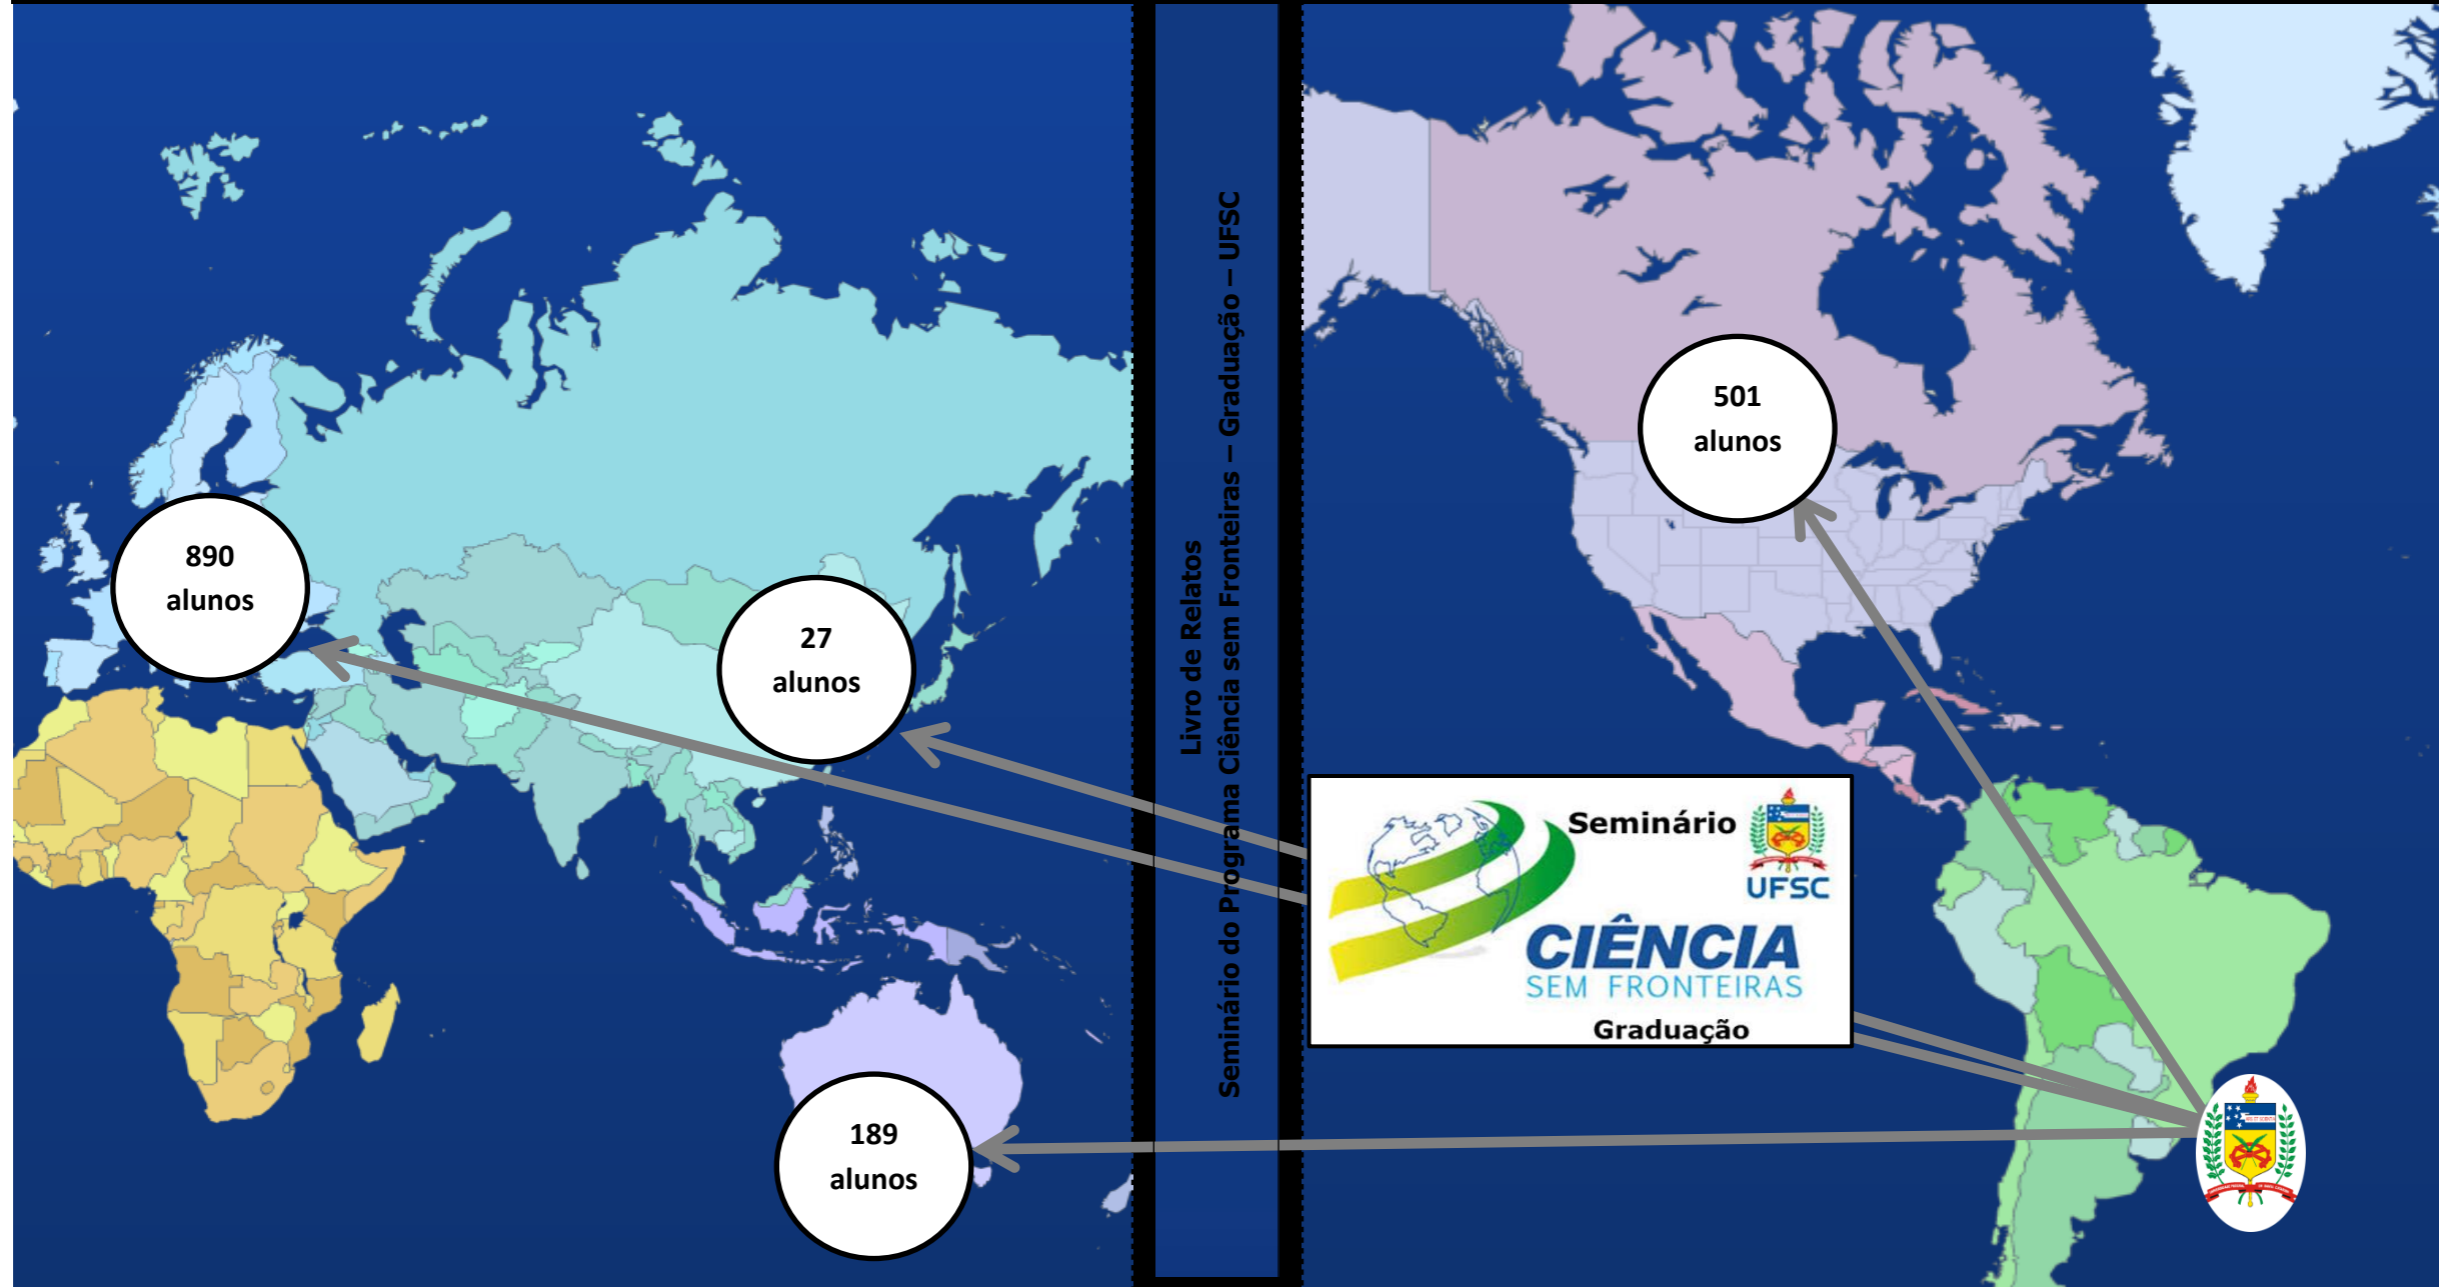 890
alunos
27
alunos
189
alunos
Livro de Relatos
Seminário do Programa Ciência sem Fronteiras – Graduação – UFSC
501
alunos
Seminário
UFSC
CIÊNCIA
SEM FRONTEIRAS
Graduação